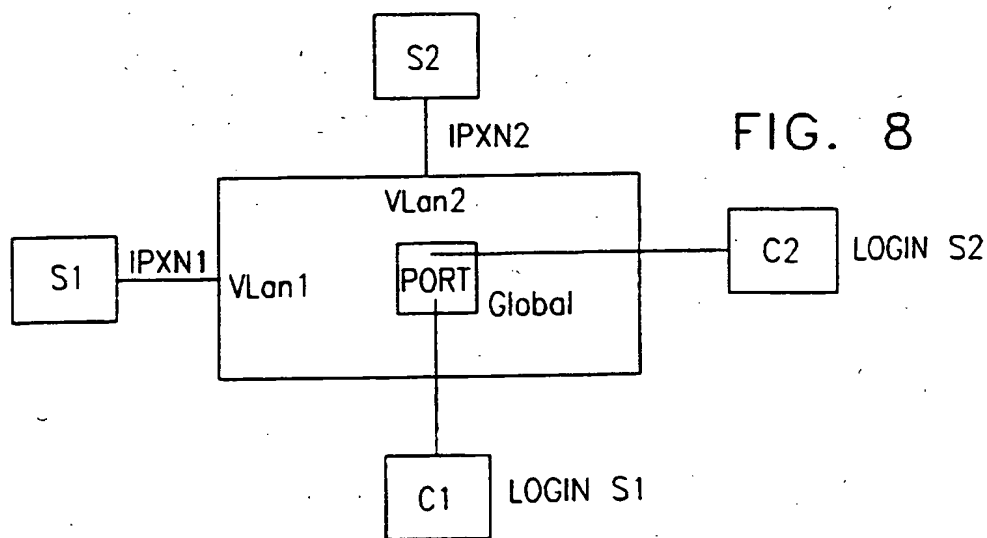 S2
FIG. 8
IPXN2
VLan2
C2
LOGIN S2
S1
IPXN1
VLan1
PORT
Global
C1
LOGIN S1